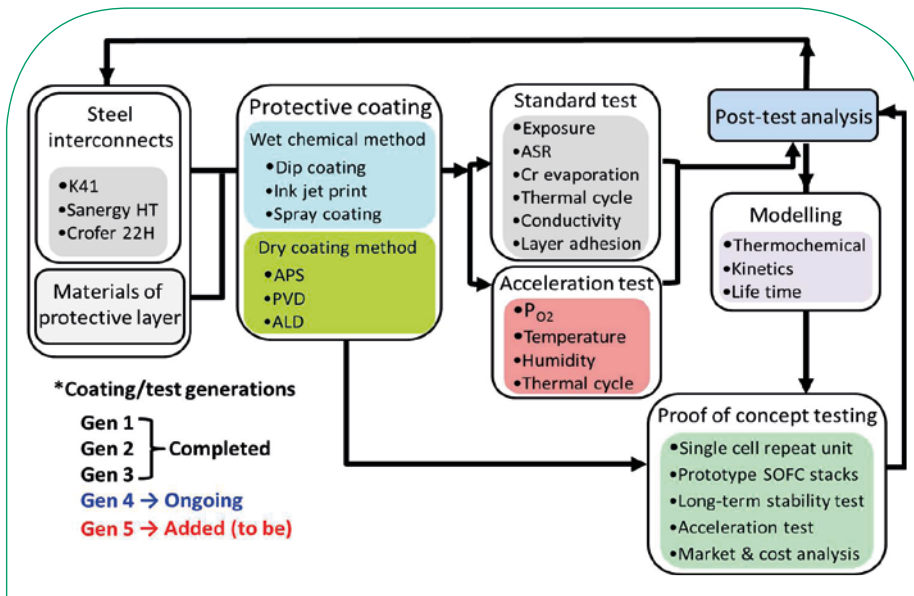 Steel
interconnects
•K41
•Sanergy HT
•Crofer 22H
Materials of
protective layer
Protective coating
Wet chemical method
•Dip coating
•Ink jet print
•Spray coating
Dry coating method
•APS
•PVD
•ALD
Standard test
•Exposure
•ASR
•Cr evaporation
•Thermal cycle
•Conductivity
•Layer adhesion
Acceleration test
•PO2
•Temperature
•Humidity
•Thermal cycle
Post-test analysis
Modelling
•Thermochemical
•Kinetics
•Life time
Proof of concept testing
•Single cell repeat unit
•Prototype SOFC stacks
•Long-term stability test
•Acceleration test
•Market & cost analysis
*Coating/test generations
Gen 1
Gen 2
Gen 3
Completed
Gen 4 → Ongoing
Gen 5 → Added (to be)